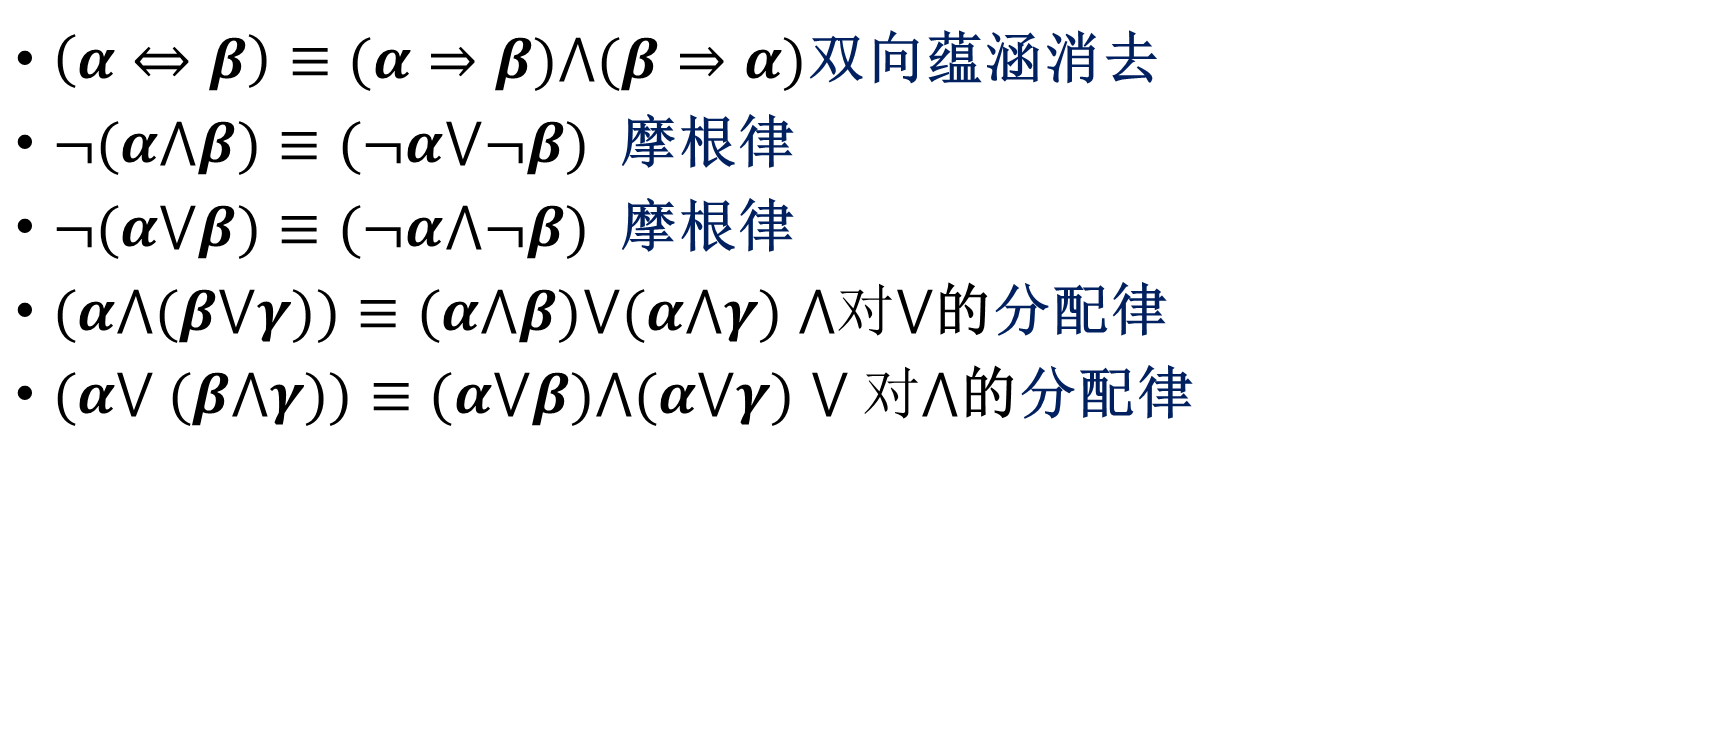 • (α ⇔ β) ≡ (α ⇒ β)⋀(β ⇒ α)双向蕴涵消去
• ¬(α⋀β) ≡ (¬α⋁¬β) 摩根律
• ¬(α⋁β) ≡ (¬α⋀¬β) 摩根律
• (α⋀(β⋁γ)) ≡ (α⋀β)⋁(α⋀γ) ⋀对⋁的分配律
• (α⋁ (β⋀γ)) ≡ (α⋁β)⋀(α⋁γ) ⋁ 对⋀的分配律